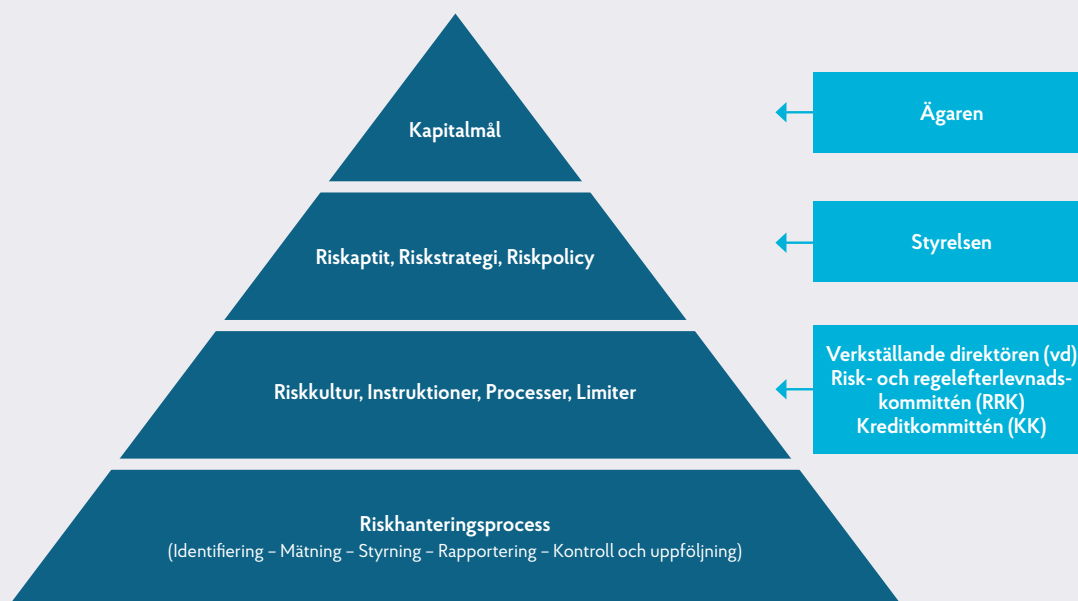 Kapitalmål
Ägaren
Riskaptit, Riskstrategi, Riskpolicy
Styrelsen
Riskkultur, Instruktioner, Processer, Limiter
Verkställande direktören (vd)
Risk- och regelefterlevnads-
kommittén (RRK)
Kreditkommittén (KK)
Riskhanteringsprocess
(Identifiering – Mätning – Styrning – Rapportering – Kontroll och uppföljning)